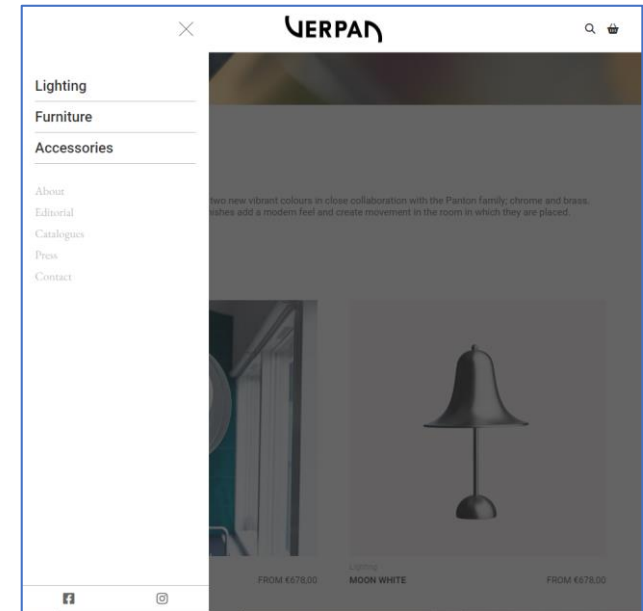 VERPAN
Lighting
Furniture
Accessories
About
Editorial
Catalogues
Press
Contact
two new vibrant colours in close collaboration with the Panton family; chrome and brass.
ishes add a modern feel and create movement in the room in which they are placed.
FROM €678,00
Lighting
MOON WHITE
FROM €678,00